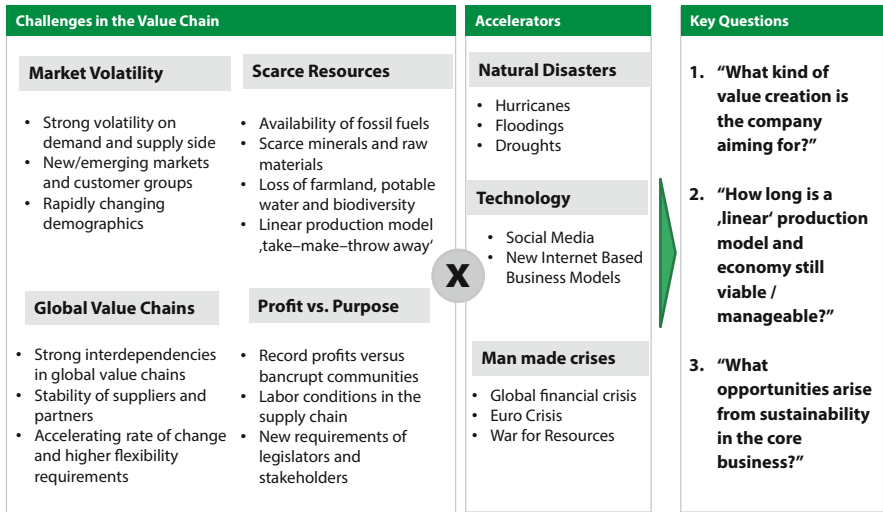 Challenges in the Value Chain
Market Volatility
• Strong volatility on
demand and supply side
• New/emerging markets
and customer groups
• Rapidly changing
demographics
Scarce Resources
• Availability of fossil fuels
• Scarce minerals and raw
materials
• Loss of farmland, potable
water and biodiversity
• Linear production model
‚take–make–throw away‘
Global Value Chains
• Strong interdependencies
in global value chains
• Stability of suppliers and
partners
• Accelerating rate of change
and higher flexibility
requirements
Profit vs. Purpose
• Record profits versus
bankrupt communities
• Labor conditions in the
supply chain
• New requirements of
legislators and
stakeholders
X
Accelerators
Natural Disasters
• Hurricanes
• Floodings
• Droughts
Technology
• Social Media
• New Internet Based
Business Models
Man made crises
• Global financial crisis
• Euro Crisis
• War for Resources
Key Questions
1. “What kind of
value creation is
the company
aiming for?”
2. “How long is a
‚linear‘ production
model and
economy still
viable /
manageable?”
3. “What
opportunities arise
from sustainability
in the core
business?”